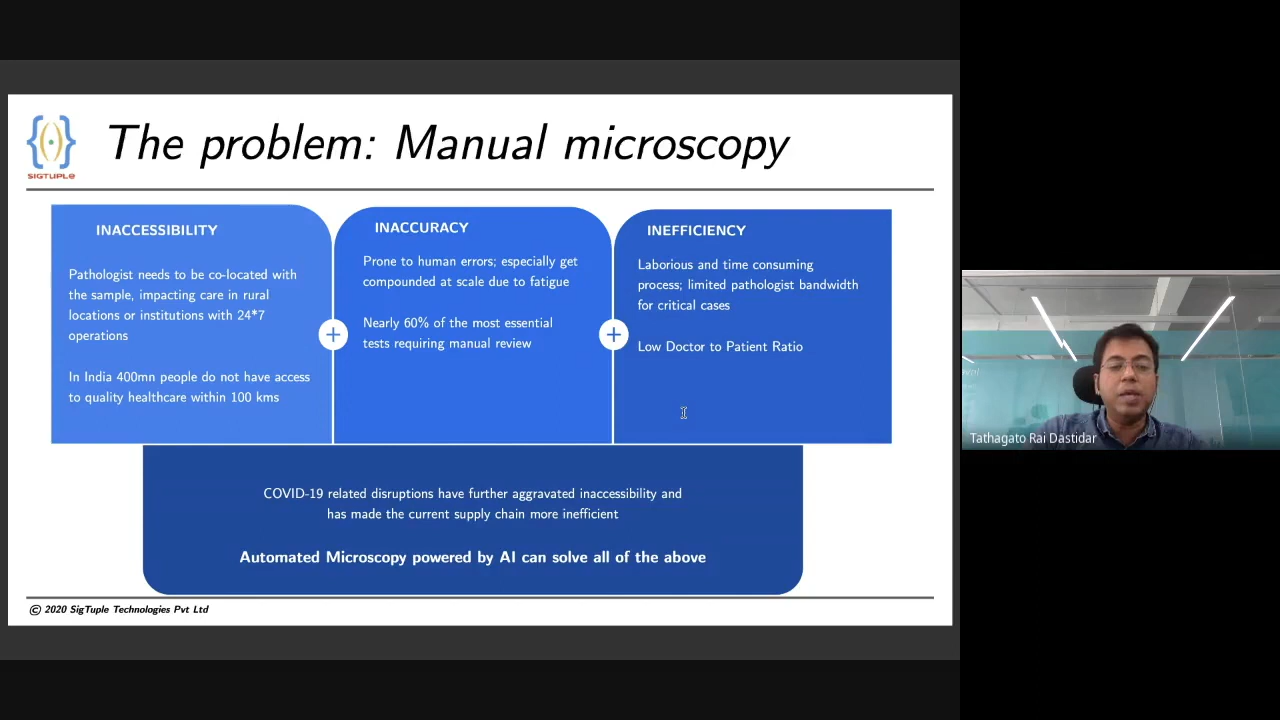 The problem: Manual microscopy
SIGTUPLE
INACCESSIBILITY
Pathologist needs to be co-located with
the sample, impacting care in rural
locations or institutions with 24*7
operations
In India 400mn people do not have access
to quality healthcare within 100 kms
INACCURACY
Prone to human errors; especially get
compounded at scale due to fatigue
Nearly 60% of the most essential
tests requiring manual review
INEFFICIENCY
Laborious and time consuming
process; limited pathologist bandwidth
for critical cases
Low Doctor to Patient Ratio
COVID-19 related disruptions have further aggravated inaccessibility and
has made the current supply chain more inefficient
Automated Microscopy powered by AI can solve all of the above
© 2020 SigTuple Technologies Pvt Ltd
Tathagato Rai Dastidar